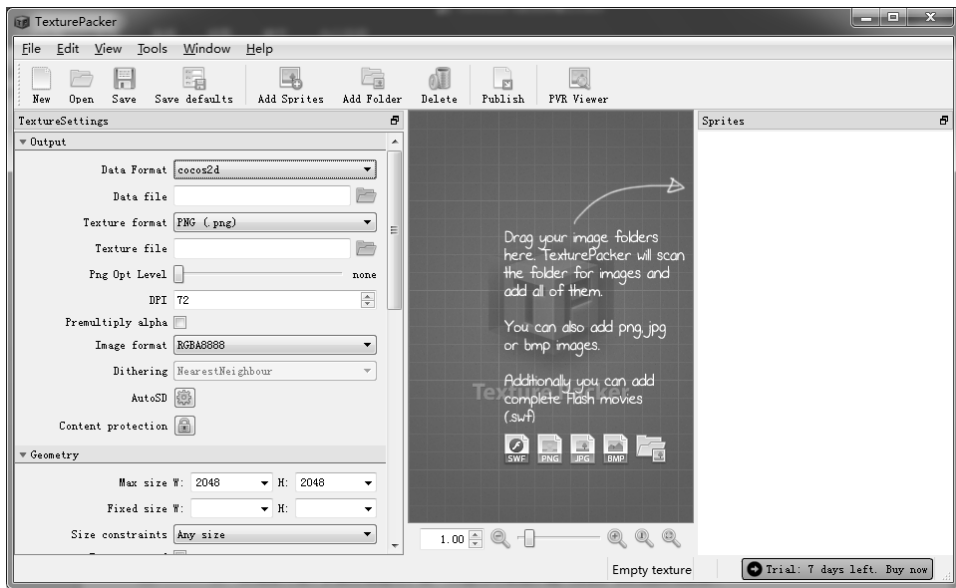 TexturePacker
File Edit View Tools Window Help
New Open Save Save defaults Add Sprites Add Folder Delete Publish PVR Viewer
TextureSettings
Output
Data Format cocos2d
Data file
Texture format PNG (.png)
Texture file
Png Opt Level none
DPI 72
Premultiply alpha
Image format RGBA8888
Dithering NearestNeighbour
AutoSD
Content protection
Geometry
Max size W: 2048 H: 2048
Fixed size W: H:
Size constraints Any size
Drag your image folders
here. TexturePacker will scan
the folder for images and
add all of them.
You can also add png, jpg
or bmp images.
Additionally you can add
complete Flash movies
(.swf)
TexturePacker
SWF PNG JPG BMP
1.00
Sprites
Empty texture
Trial: 7 days left. Buy now